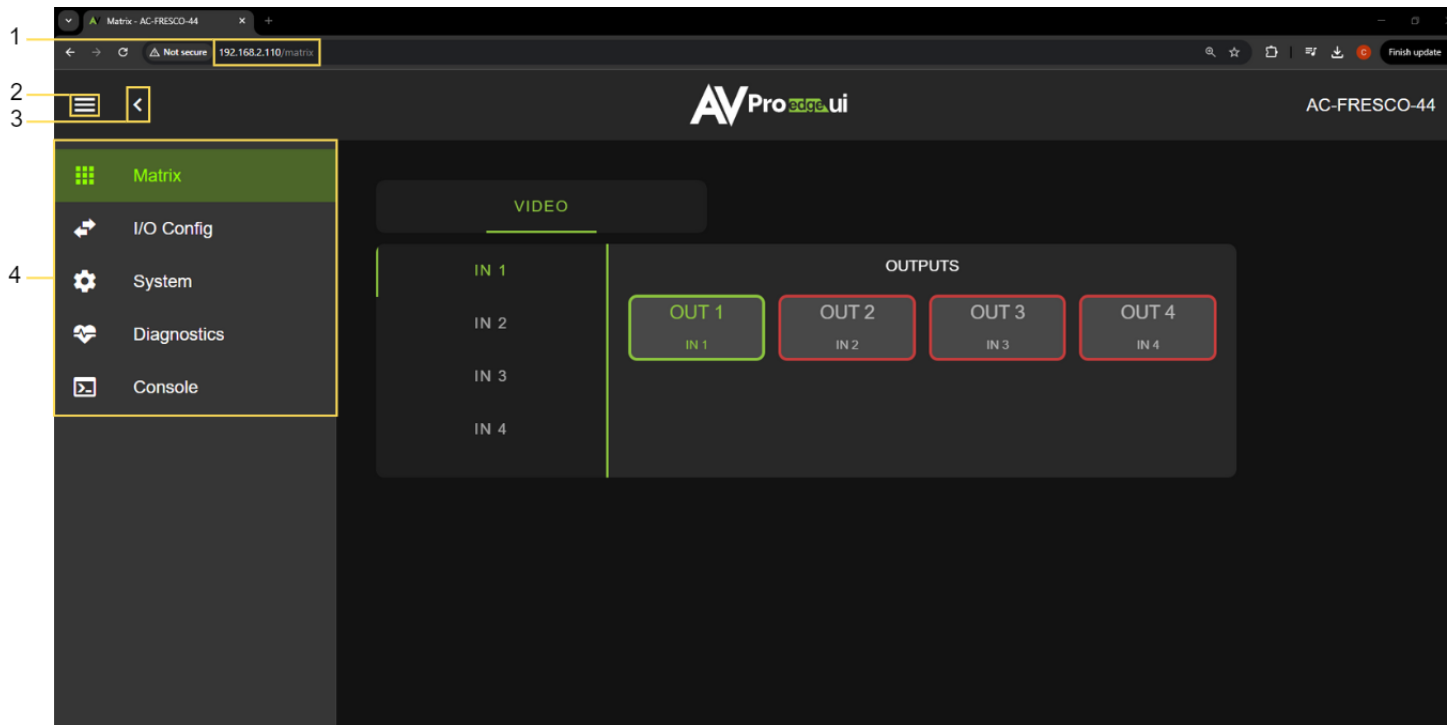 Matrix - AC-FRESCO-44
1
Not secure 192.168.2.110/matrix
Finish update
C
2
3
AVPro edge.ui
AC-FRESCO-44
Matrix
I/O Config
System
Diagnostics
Console
4
VIDEO
IN 1
IN 2
IN 3
IN 4
OUTPUTS
OUT 1
IN 1
OUT 2
IN 2
OUT 3
IN 3
OUT 4
IN 4